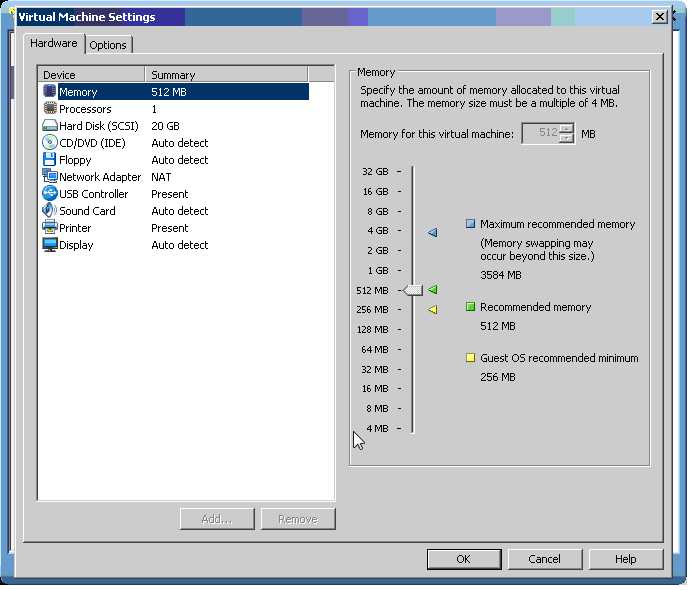 Virtual Machine Settings
Hardware
Options
Device Summary
Memory 512 MB
Processors 1
Hard Disk (SCSI) 20 GB
CD/DVD (IDE) Auto detect
Floppy Auto detect
Network Adapter NAT
USB Controller Present
Sound Card Auto detect
Printer Present
Display Auto detect
Add...
Remove
Memory
Specify the amount of memory allocated to this virtual
machine. The memory size must be a multiple of 4 MB.
Memory for this virtual machine: 512 MB
32 GB
16 GB
8 GB
4 GB
2 GB
1 GB
512 MB
256 MB
128 MB
64 MB
32 MB
16 MB
8 MB
4 MB
Maximum recommended memory
(Memory swapping may
occur beyond this size.)
3584 MB
Recommended memory
512 MB
Guest OS recommended minimum
256 MB
OK
Cancel
Help